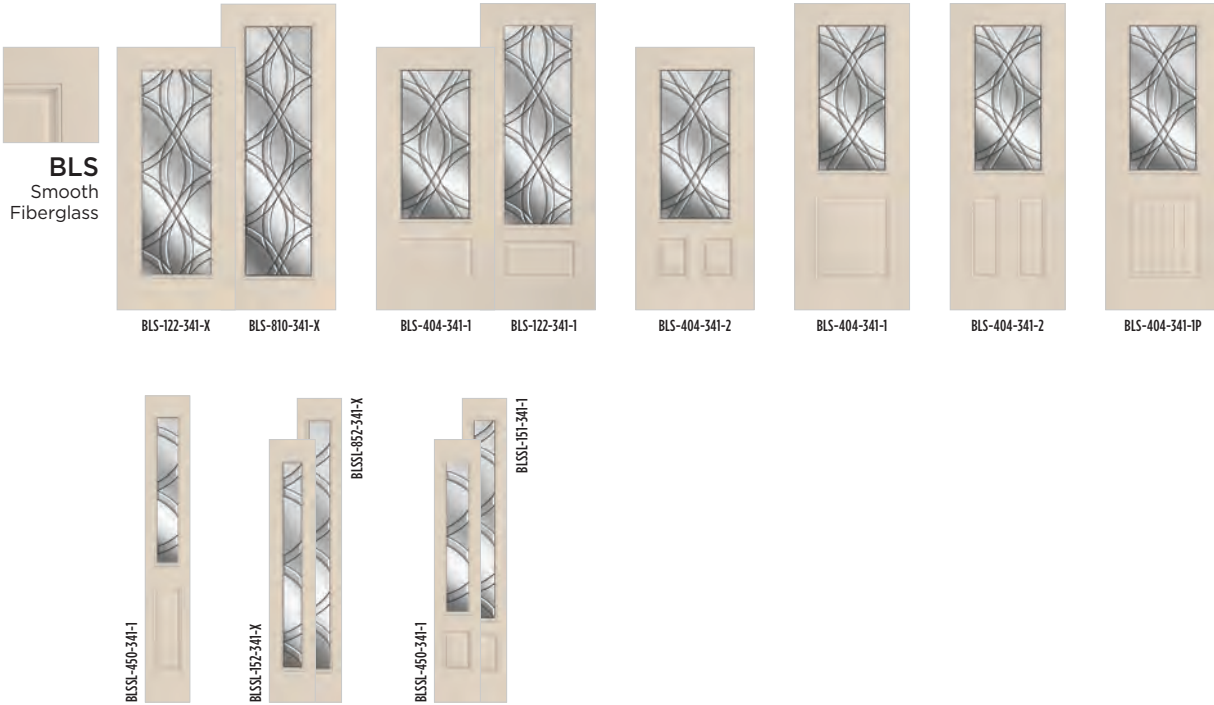 BLS
Smooth
Fiberglass
BLS-122-341-X
BLS-810-341-X
BLS-404-341-1
BLS-122-341-1
BLS-404-341-2
BLS-404-341-1
BLS-404-341-2
BLS-404-341-1P
BLSSL-450-341-1
BLSSL-152-341-X
BLSSL-852-341-X
BLSSL-450-341-1
BLSSL-151-341-1